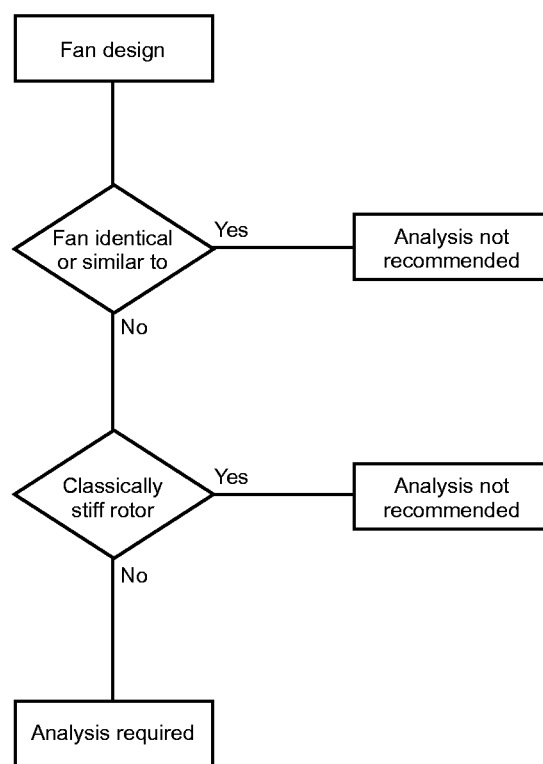 Fan design
Fan identical
or similar to
Yes
Analysis not
recommended
No
Classically
stiff rotor
Yes
Analysis not
recommended
No
Analysis required